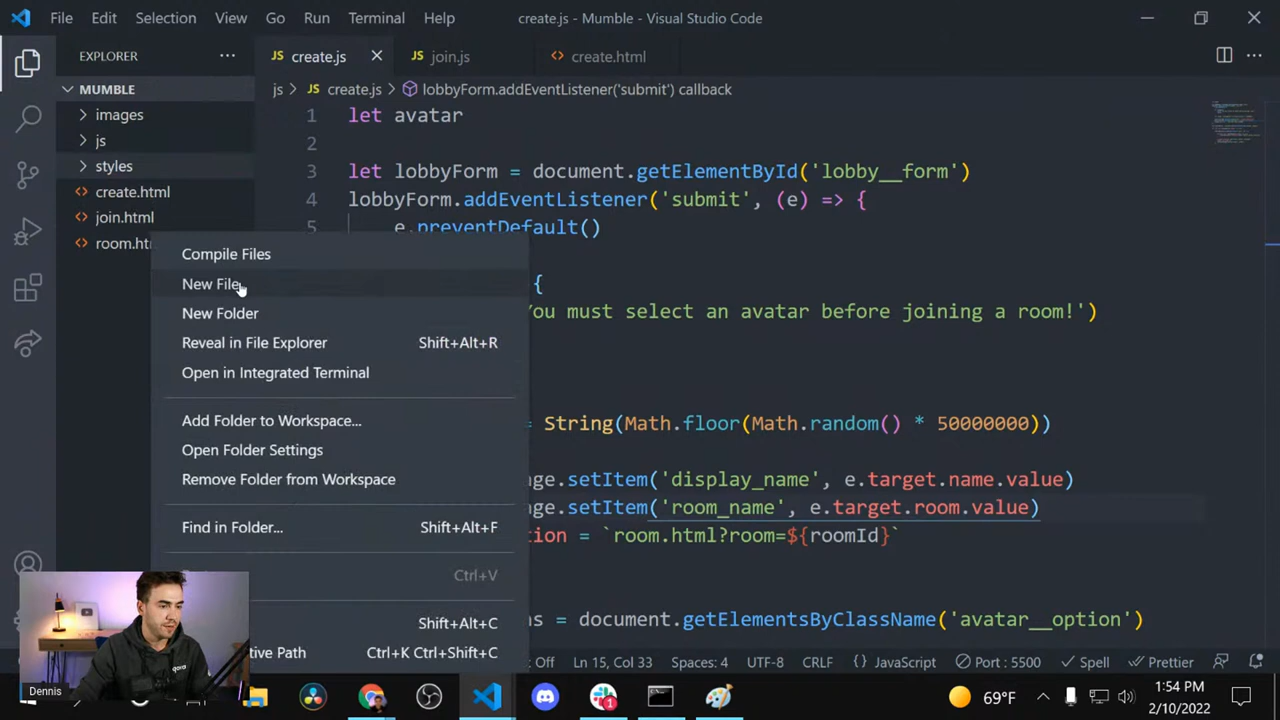 File Edit Selection View Go Run Terminal Help create.js - Mumble - Visual Studio Code
EXPLORER
JS create.js
JS join.js
<> create.html
MUMBLE
js > JS create.js > lobbyForm.addEventListener('submit') callback
images
js
styles
create.html
join.html
room.ht
1 let avatar
2
3 let lobbyForm = document.getElementById('lobby__form')
4 lobbyForm.addEventListener('submit', (e) => {
5 e.preventDefault()
{
You must select an avatar before joining a room!')
= String(Math.floor(Math.random() * 50000000))
ge.setItem('display_name', e.target.name.value)
ge.setItem('room_name', e.target.room.value)
tion = `room.html?room=${roomId}`
ns = document.getElementsByClassName('avatar__option')
Compile Files
New File
New Folder
Reveal in File Explorer Shift+Alt+R
Open in Integrated Terminal
Add Folder to Workspace...
Open Folder Settings
Remove Folder from Workspace
Find in Folder... Shift+Alt+F
Ctrl+V
Shift+Alt+C
tive Path Ctrl+K Ctrl+Shift+C
Off Ln 15, Col 33 Spaces: 4 UTF-8 CRLF {} JavaScript Port : 5500 Spell Prettier
Dennis
1
69°F
1:54 PM
2/10/2022